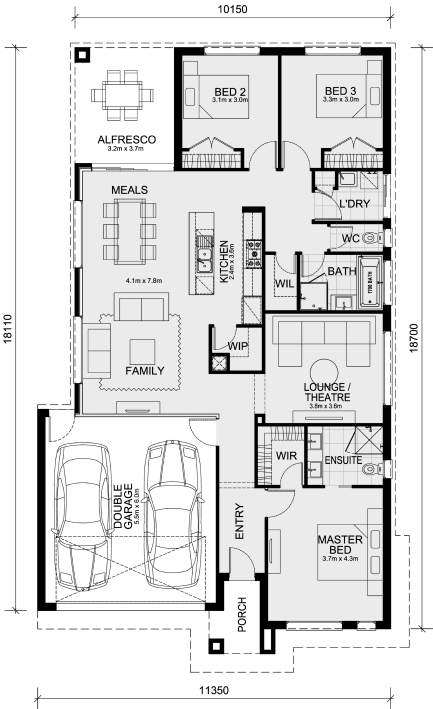 10150
18110
18700
BED 2
3.1m x 3.0m
BED 3
3.3m x 3.0m
ALFRESCO
3.2m x 3.7m
MEALS
L'DRY
WC
KITCHEN
2.4m x 3.6m
BATH
1700 BATH
WIL
4.1m x 7.8m
WIP
FAMILY
LOUNGE /
THEATRE
3.8m x 3.6m
WIR
ENSUITE
DOUBLE
GARAGE
5.5m x 6.0m
ENTRY
MASTER
BED
3.7m x 4.3m
PORCH
11350